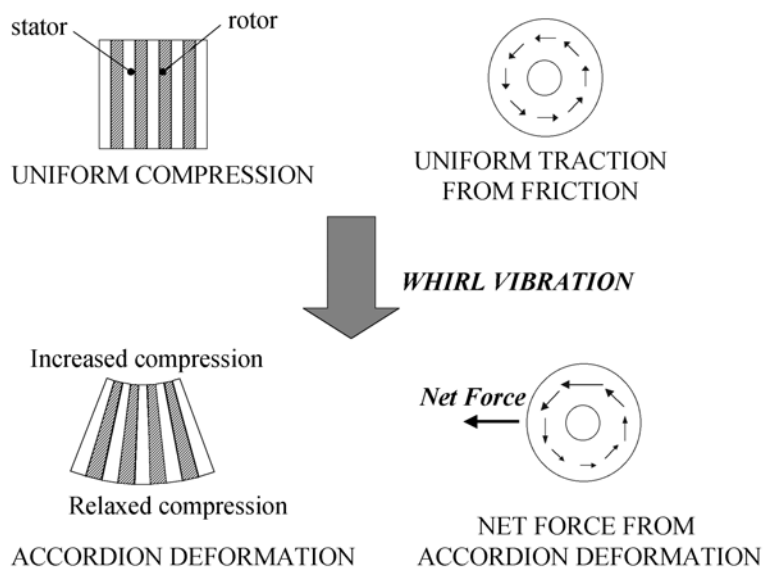 stator
rotor
UNIFORM COMPRESSION
UNIFORM TRACTION
FROM FRICTION
WHIRL VIBRATION
Increased compression
Relaxed compression
ACCORDION DEFORMATION
Net Force
NET FORCE FROM
ACCORDION DEFORMATION